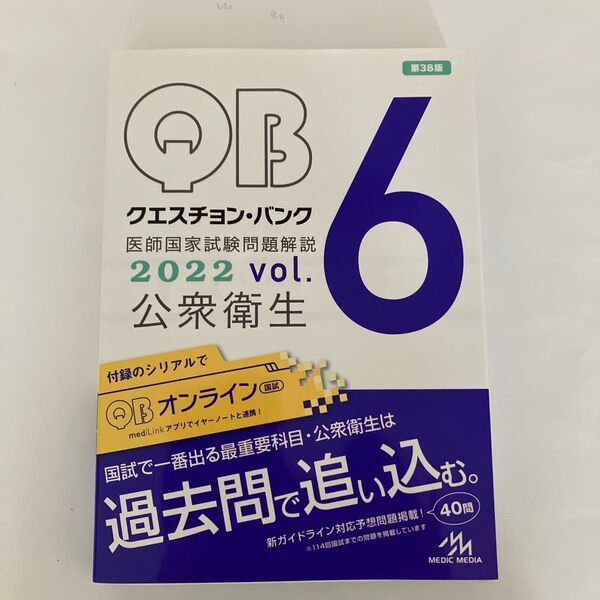 第38版
QB
6
クエスチョン・バンク
医師国家試験問題解説
2022 vol.
公衆衛生
付録のシリアルで
QB オンライン 国試
mediLink アプリでイヤーノートと連携！
国試で一番出る最重要科目・公衆衛生は
過去問で追い込む。
新ガイドライン対応予想問題掲載！ 40問
※114回国試までの問題を掲載しています
MEDIC MEDIA